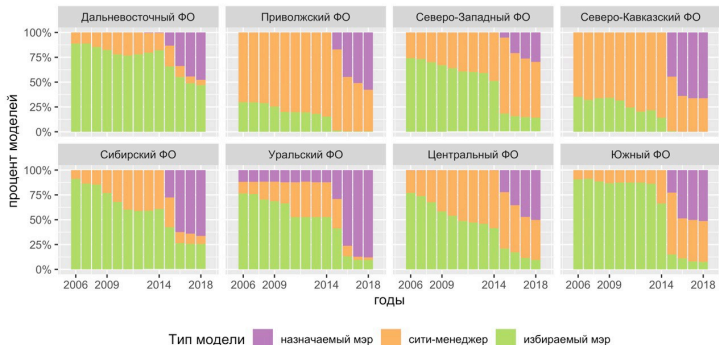 Дальневосточный ФО
Приволжский ФО
Северо-Западный ФО
Северо-Кавказский ФО
100%
75%
50%
25%
0%
Сибирский ФО
Уральский ФО
Центральный ФО
Южный ФО
100%
75%
50%
25%
0%
процент моделей
2006 2009 2014 2018
2006 2009 2014 2018
2006 2009 2014 2018
2006 2009 2014 2018
годы
Тип модели назначаемый мэр сити-менеджер избираемый мэр